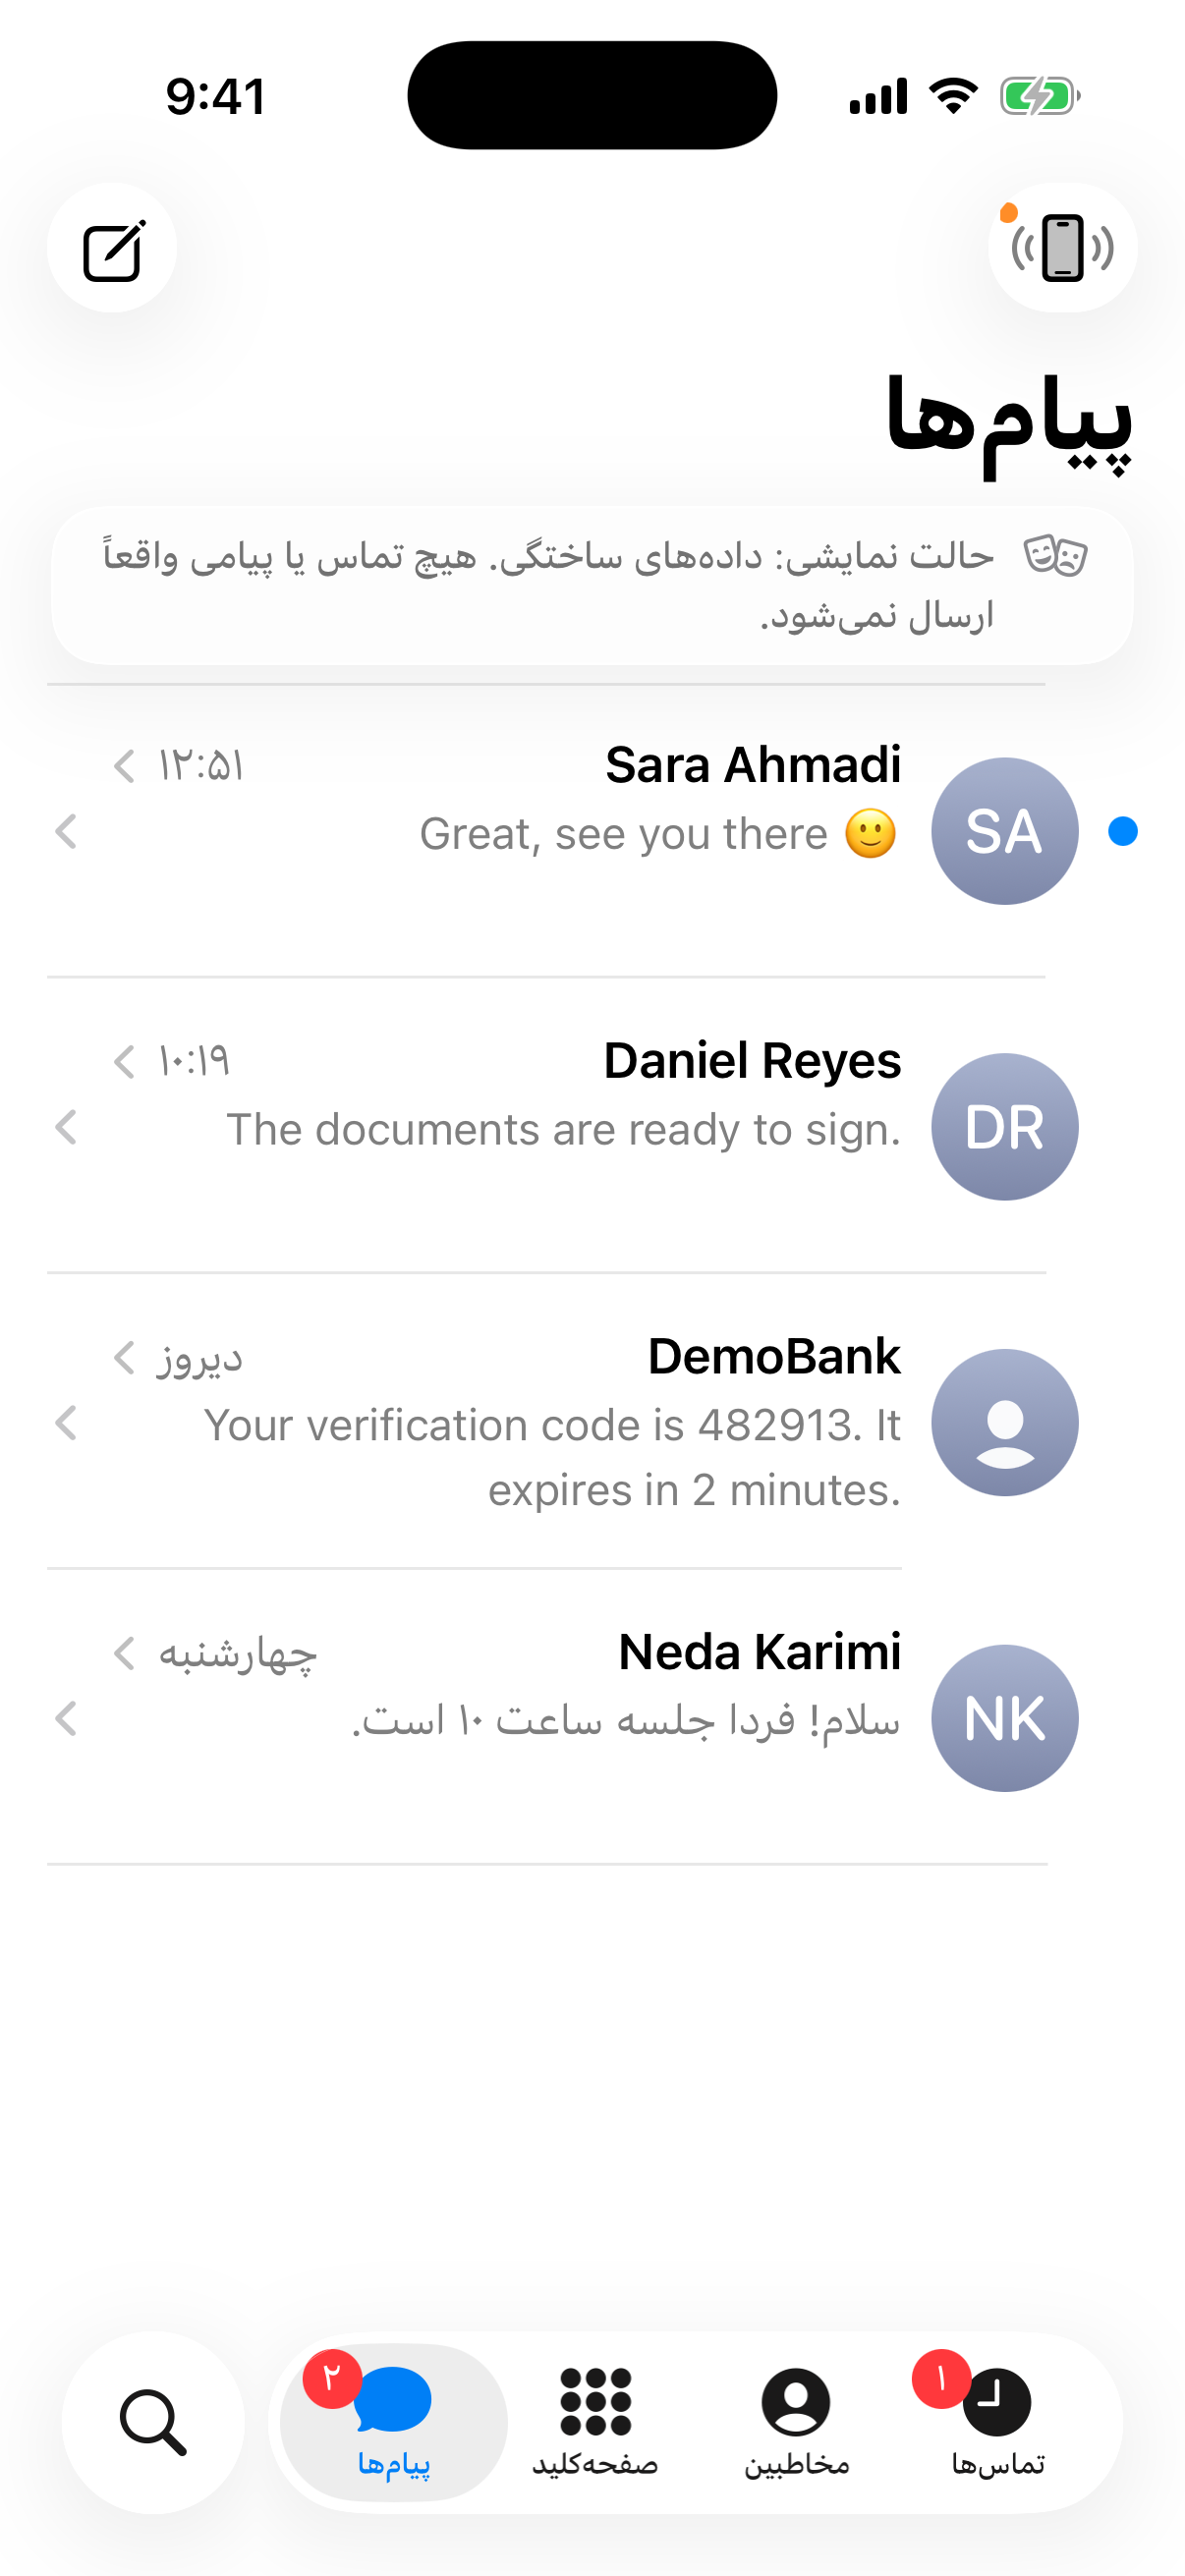 9:41
پیام‌ها
حالت نمایشی: داده‌های ساختگی. هیچ تماس یا پیامی واقعاً
ارسال نمی‌شود.
Sara Ahmadi
۱۲:۵۱
Great, see you there 🙂
SA
Daniel Reyes
۱۰:۱۹
The documents are ready to sign.
DR
DemoBank
دیروز
Your verification code is 482913. It
expires in 2 minutes.
Neda Karimi
چهارشنبه
سلام! فردا جلسه ساعت ۱۰ است.
NK
۱
تماس‌ها
مخاطبین
صفحه‌کلید
۲
پیام‌ها